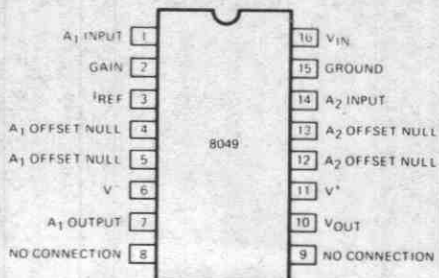 A1 INPUT 1
GAIN 2
IREF 3
A1 OFFSET NULL 4
A1 OFFSET NULL 5
V- 6
A1 OUTPUT 7
NO CONNECTION 8
8049
16 VIN
15 GROUND
14 A2 INPUT
13 A2 OFFSET NULL
12 A2 OFFSET NULL
11 V+
10 VOUT
9 NO CONNECTION